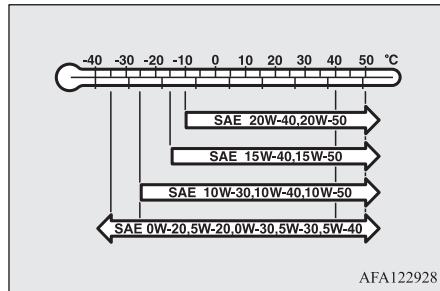 -40 -30 -20 -10 0 10 20 30 40 50 °C
SAE 20W-40,20W-50
SAE 15W-40,15W-50
SAE 10W-30,10W-40,10W-50
SAE 0W-20,5W-20,0W-30,5W-30,5W-40
AFA122928